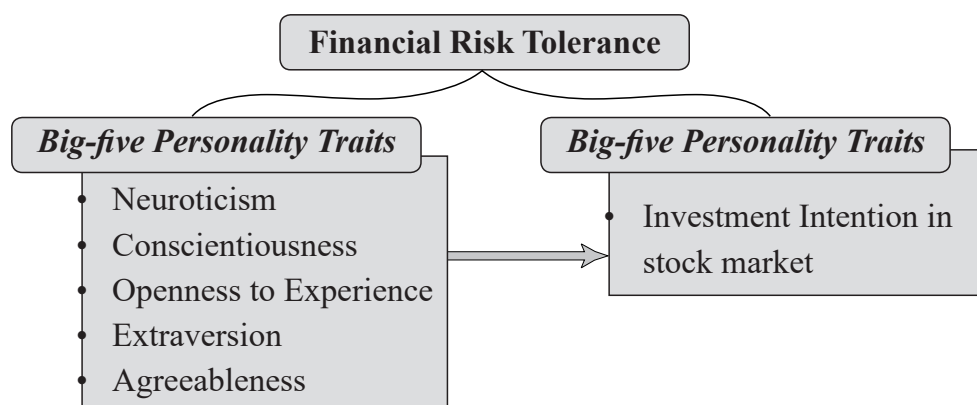 Financial Risk Tolerance
Big-five Personality Traits
• Neuroticism
• Conscientiousness
• Openness to Experience
• Extraversion
• Agreeableness
Big-five Personality Traits
• Investment Intention in
stock market